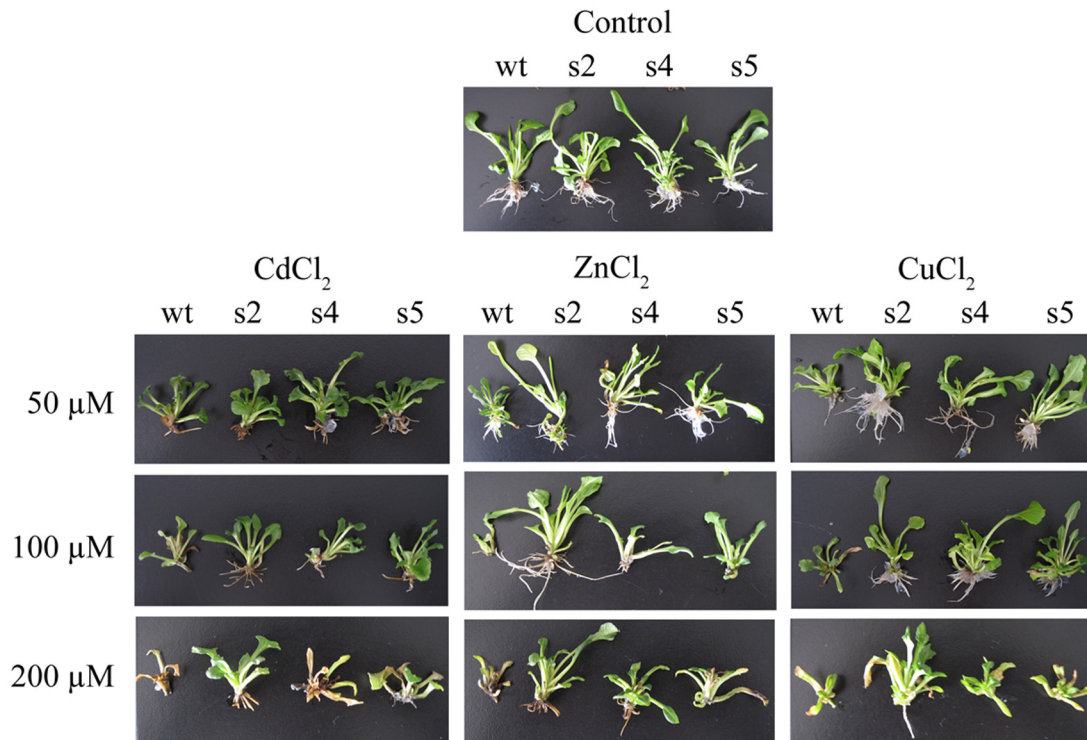 Control
wt s2 s4 s5
CdCl₂ ZnCl₂ CuCl₂
wt s2 s4 s5 wt s2 s4 s5 wt s2 s4 s5
50 µM
100 µM
200 µM